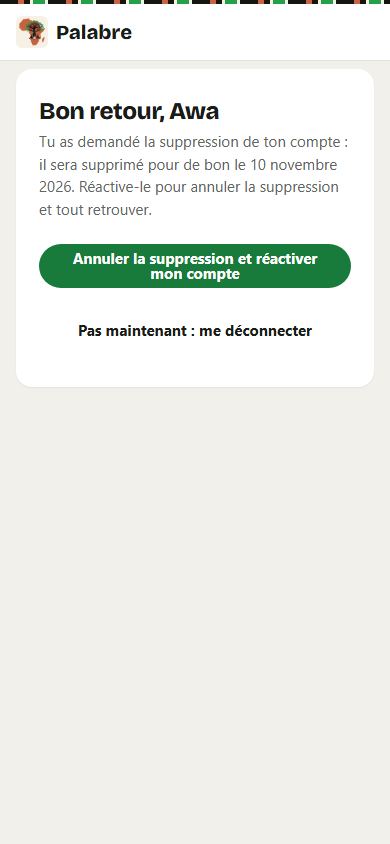 Palabre
Bon retour, Awa
Tu as demandé la suppression de ton compte :
il sera supprimé pour de bon le 10 novembre
2026. Réactive-le pour annuler la suppression
et tout retrouver.
Annuler la suppression et réactiver
mon compte
Pas maintenant : me déconnecter